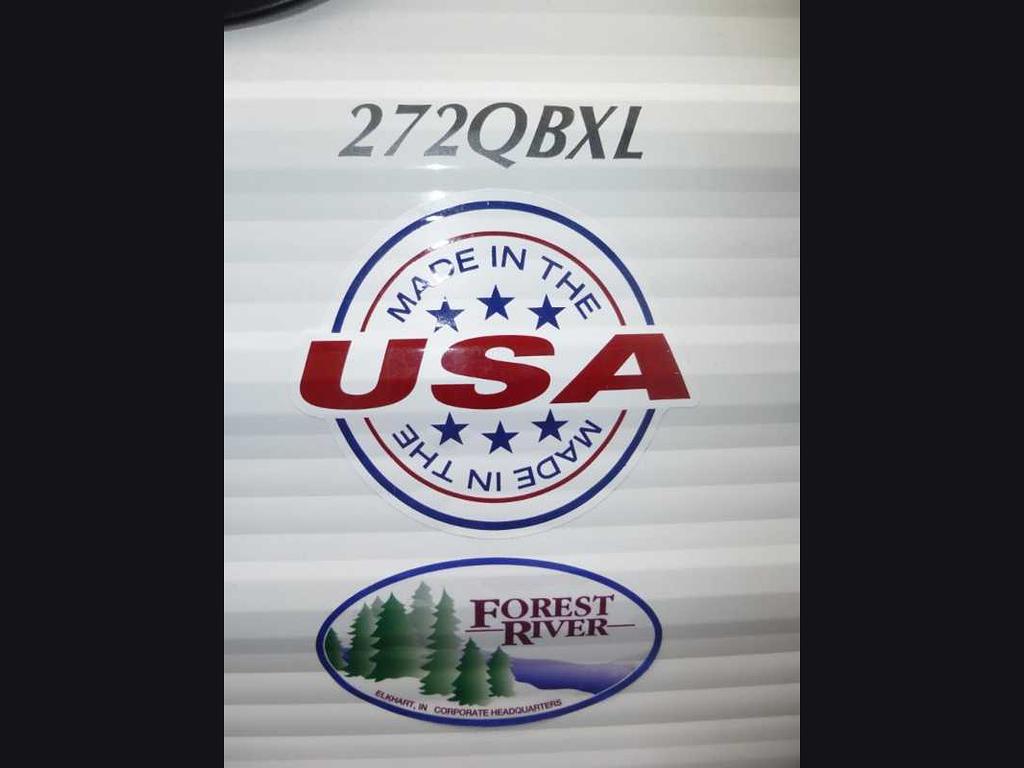 272QBXL
MADE IN THE
USA
MADE IN THE
FOREST
RIVER
ELKHART, IN CORPORATE HEADQUARTERS